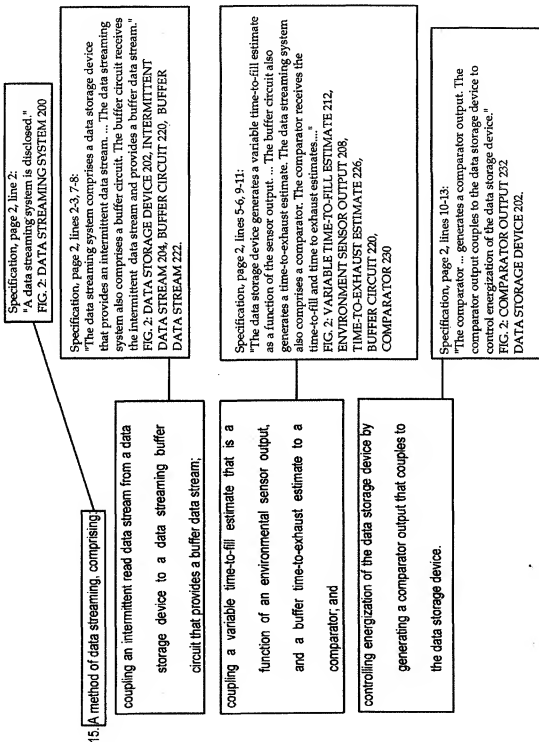 15. A method of data streaming, comprising:
coupling an intermittent read data stream from a data
storage device to a data streaming buffer
circuit that provides a buffer data stream;
coupling a variable time-to-fill estimate that is a
function of an environmental sensor output,
and a buffer time-to-exhaust estimate to a
comparator; and
controlling energization of the data storage device by
generating a comparator output that couples to
the data storage device.
Specification, page 2, line 2:
"A data streaming system is disclosed."
FIG. 2: DATA STREAMING SYSTEM 200
Specification, page 2, lines 2-3, 7-8:
"The data streaming system comprises a data storage device
that provides an intermittent data stream. ... The data streaming
system also comprises a buffer circuit. The buffer circuit receives
the intermittent data stream and provides a buffer data stream."
FIG. 2: DATA STORAGE DEVICE 202, INTERMITTENT
DATA STREAM 204, BUFFER CIRCUIT 220, BUFFER
DATA STREAM 222.
Specification, page 2, lines 5-6, 9-11:
"The data storage device generates a variable time-to-fill estimate
as a function of the sensor output. ... The buffer circuit also
generates a time-to-exhaust estimate. The data streaming system
also comprises a comparator. The comparator receives the
time-to-fill and time to exhaust estimates...."
FIG. 2: VARIABLE TIME-TO-FILL ESTIMATE 212,
ENVIRONMENT SENSOR OUTPUT 208,
TIME-TO-EXHAUST ESTIMATE 226,
BUFFER CIRCUIT 220,
COMPARATOR 230
Specification, page 2, lines 10-13:
"The comparator ... generates a comparator output. The
comparator output couples to the data storage device to
control energization of the data storage device."
FIG. 2: COMPARATOR OUTPUT 232
DATA STORAGE DEVICE 202.